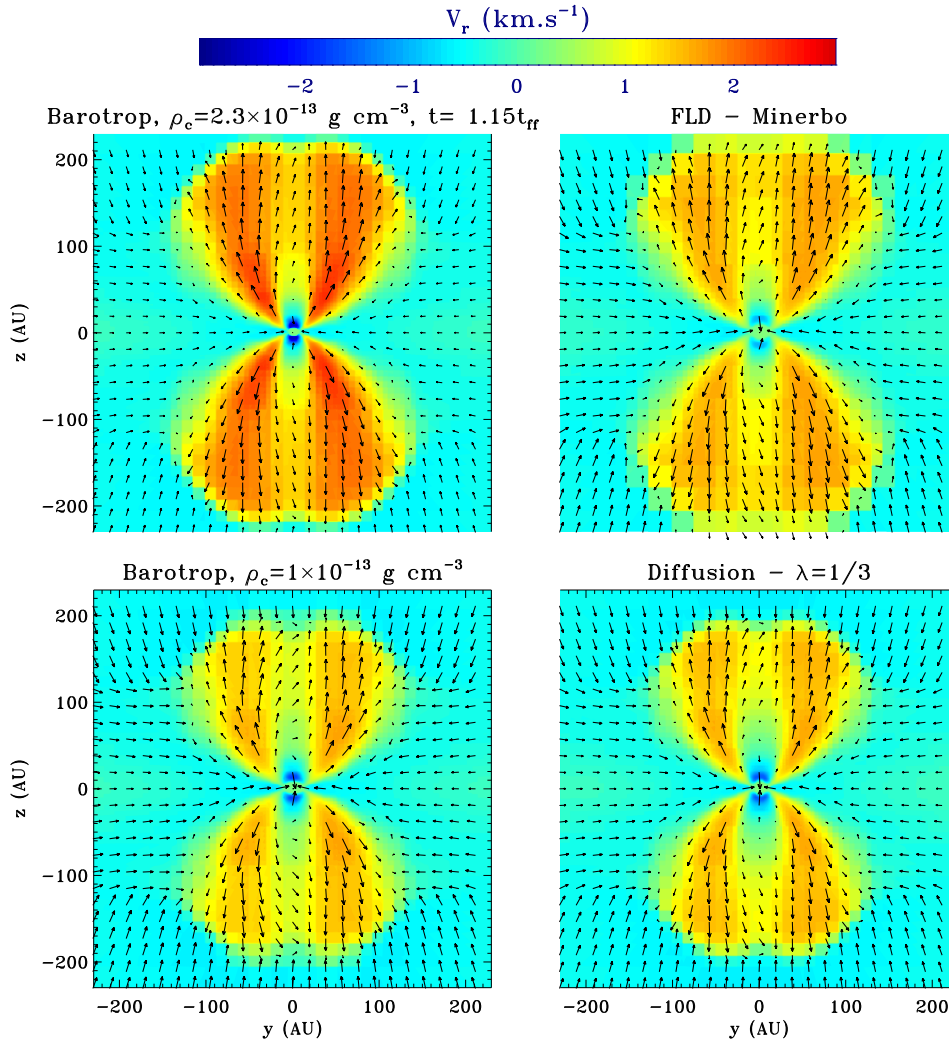 V_r (km.s⁻¹)
−2 −1 0 1 2
Barotrop, ρ_c=2.3×10⁻¹³ g cm⁻³, t= 1.15t_ff
FLD − Minerbo
200
100
0
−100
−200
z (AU)
Barotrop, ρ_c=1×10⁻¹³ g cm⁻³
Diffusion − λ=1/3
200
100
0
−100
−200
z (AU)
−200 −100 0 100 200
−200 −100 0 100 200
y (AU)
y (AU)